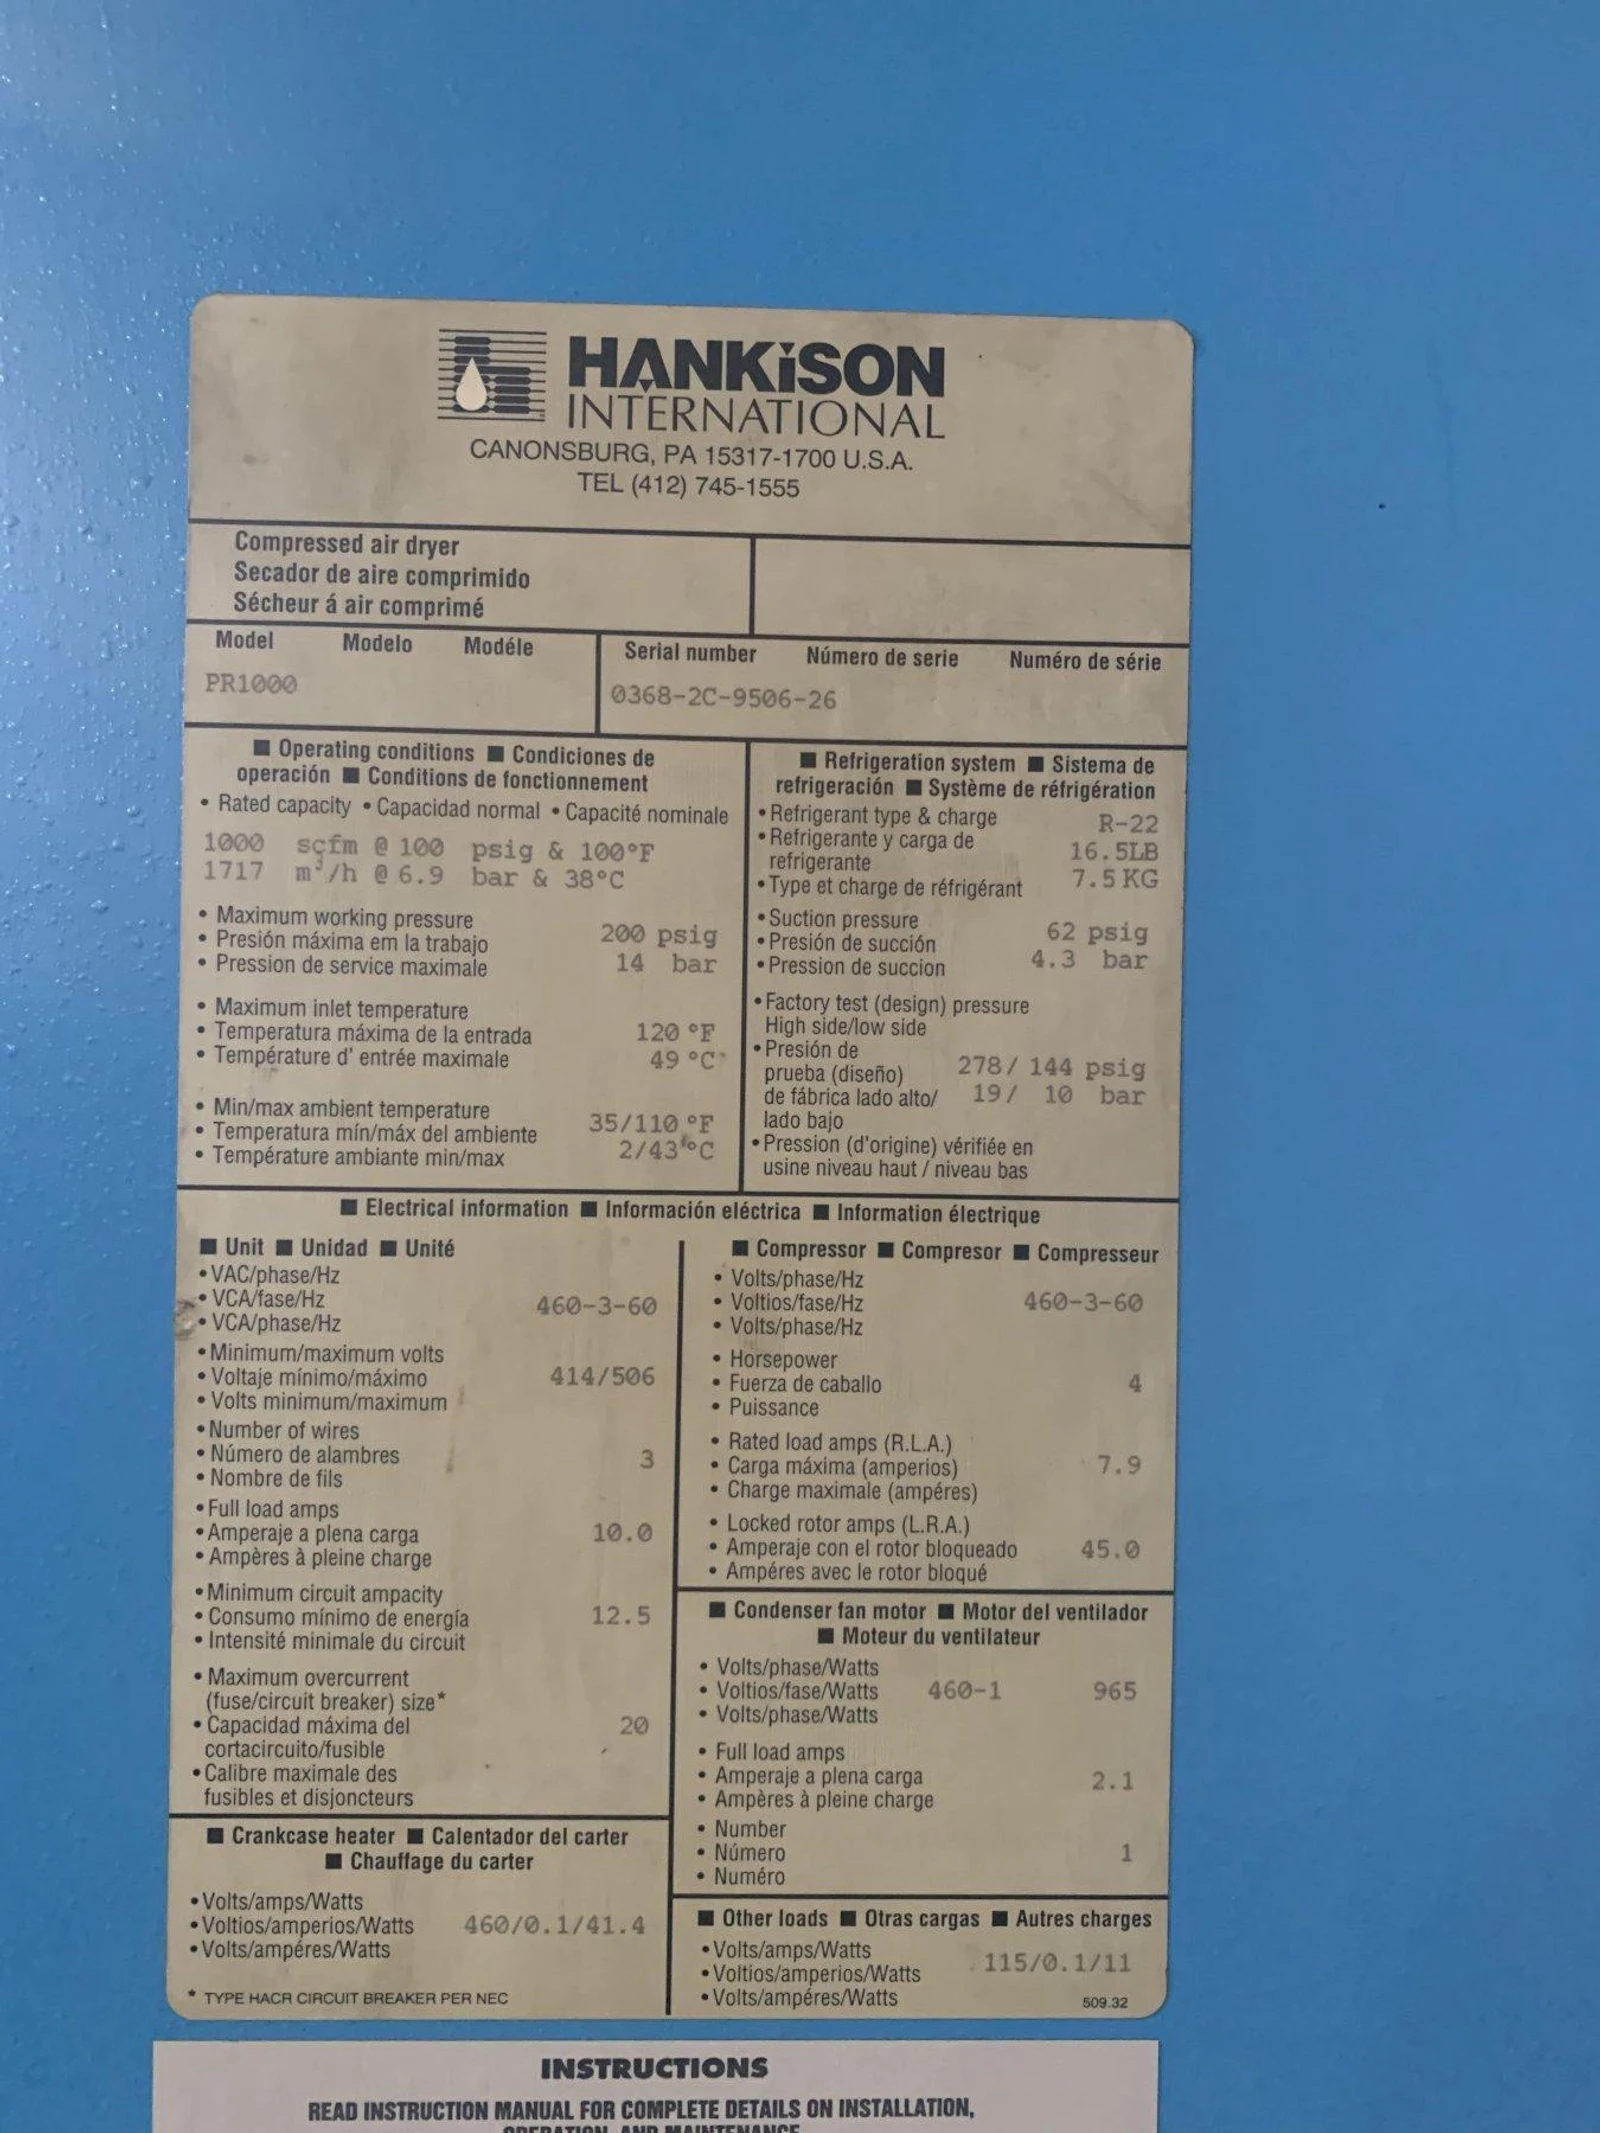 HANKiSON
INTERNATIONAL
CANONSBURG, PA 15317-1700 U.S.A.
TEL (412) 745-1555
Compressed air dryer
Secador de aire comprimido
Sécheur á air comprimé
Model Modelo Modéle
PR1000
Serial number Número de serie Numéro de série
0368-2C-9506-26
■ Operating conditions ■ Condiciones de
operación ■ Conditions de fonctionnement
• Rated capacity • Capacidad normal • Capacité nominale
1000 scfm @ 100 psig & 100°F
1717 m³/h @ 6.9 bar & 38°C
• Maximum working pressure
• Presión máxima em la trabajo 200 psig
• Pression de service maximale 14 bar
• Maximum inlet temperature
• Temperatura máxima de la entrada 120 °F
• Température d' entrée maximale 49 °C
• Min/max ambient temperature
• Temperatura mín/máx del ambiente 35/110 °F
• Température ambiante min/max 2/43 °C
■ Refrigeration system ■ Sistema de
refrigeración ■ Système de réfrigération
• Refrigerant type & charge R-22
• Refrigerante y carga de
refrigerante 16.5LB
• Type et charge de réfrigérant 7.5 KG
• Suction pressure
• Presión de succión 62 psig
• Pression de succion 4.3 bar
• Factory test (design) pressure
High side/low side
• Presión de
prueba (diseño) 278/ 144 psig
de fábrica lado alto/ 19/ 10 bar
lado bajo
• Pression (d'origine) vérifiée en
usine niveau haut / niveau bas
■ Electrical information ■ Información eléctrica ■ Information électrique
■ Unit ■ Unidad ■ Unité
• VAC/phase/Hz
• VCA/fase/Hz 460-3-60
• VCA/phase/Hz
• Minimum/maximum volts
• Voltaje mínimo/máximo 414/506
• Volts minimum/maximum
• Number of wires
• Número de alambres 3
• Nombre de fils
• Full load amps
• Amperaje a plena carga 10.0
• Ampères à pleine charge
• Minimum circuit ampacity
• Consumo mínimo de energía 12.5
• Intensité minimale du circuit
• Maximum overcurrent
(fuse/circuit breaker) size*
• Capacidad máxima del 20
cortacircuito/fusible
• Calibre maximale des
fusibles et disjoncteurs
■ Crankcase heater ■ Calentador del carter
■ Chauffage du carter
• Volts/amps/Watts
• Voltios/amperios/Watts 460/0.1/41.4
• Volts/ampéres/Watts
* TYPE HACR CIRCUIT BREAKER PER NEC
■ Compressor ■ Compresor ■ Compresseur
• Volts/phase/Hz
• Voltios/fase/Hz 460-3-60
• Volts/phase/Hz
• Horsepower
• Fuerza de caballo 4
• Puissance
• Rated load amps (R.L.A.)
• Carga máxima (amperios) 7.9
• Charge maximale (ampéres)
• Locked rotor amps (L.R.A.)
• Amperaje con el rotor bloqueado 45.0
• Ampéres avec le rotor bloqué
■ Condenser fan motor ■ Motor del ventilador
■ Moteur du ventilateur
• Volts/phase/Watts
• Voltios/fase/Watts 460-1 965
• Volts/phase/Watts
• Full load amps
• Amperaje a plena carga 2.1
• Ampères à pleine charge
• Number
• Número 1
• Numéro
■ Other loads ■ Otras cargas ■ Autres charges
• Volts/amps/Watts
• Voltios/amperios/Watts 115/0.1/11
• Volts/ampéres/Watts
509.32
INSTRUCTIONS
READ INSTRUCTION MANUAL FOR COMPLETE DETAILS ON INSTALLATION,
OPERATION, AND MAINTENANCE